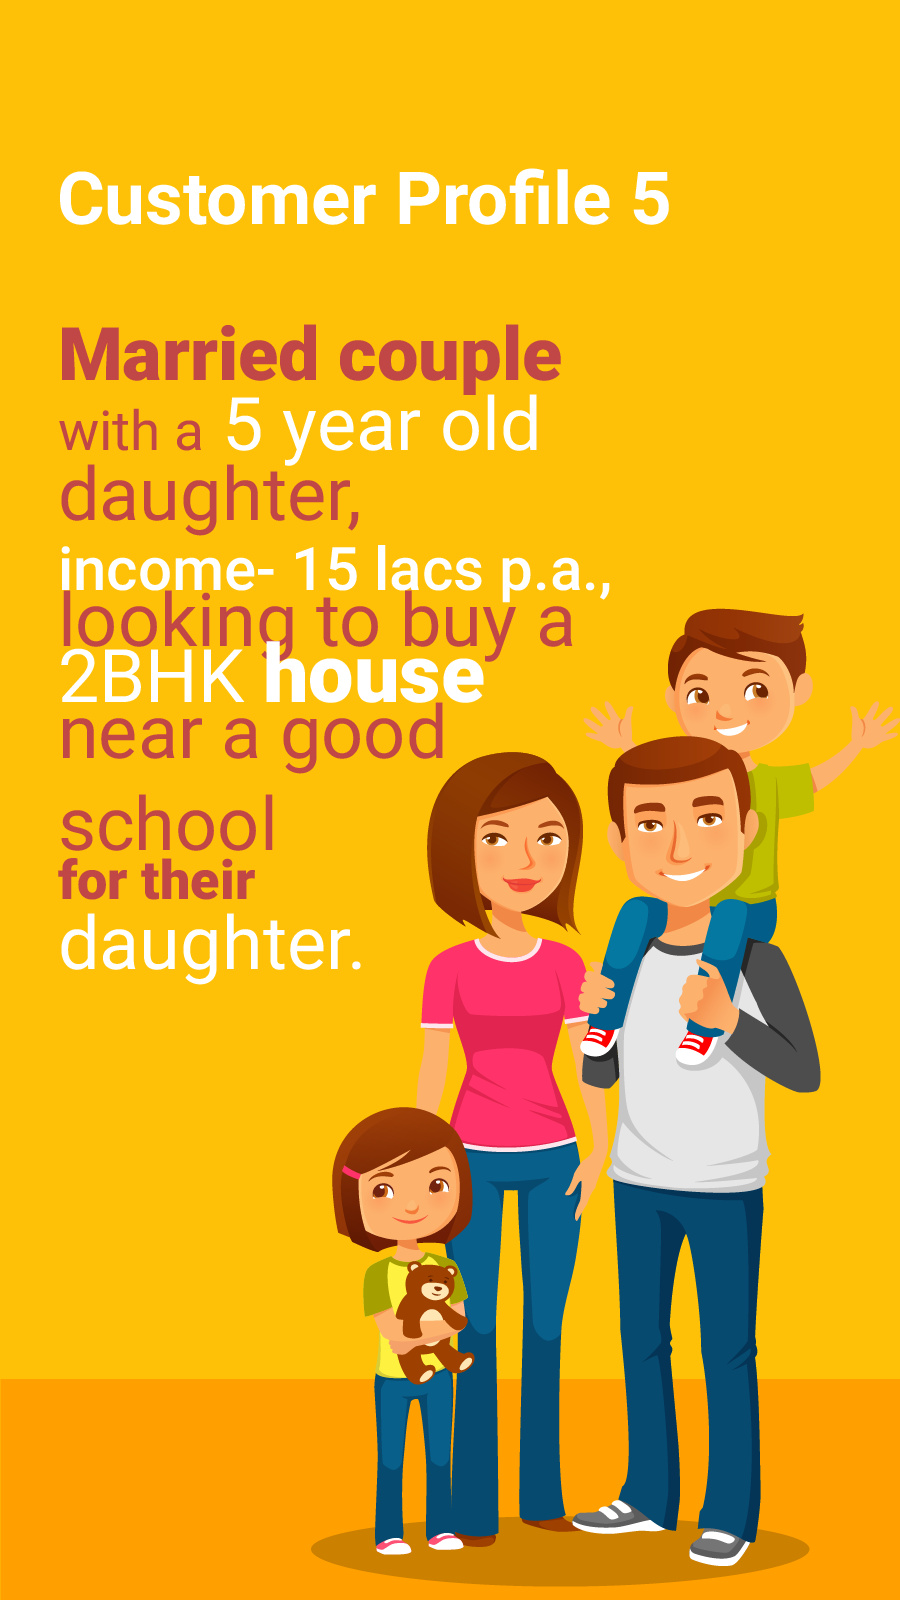 Customer Profile 5
Married couple
with a 5 year old
daughter,
income- 15 lacs p.a.,
looking to buy a
2BHK house
near a good
school
for their
daughter.